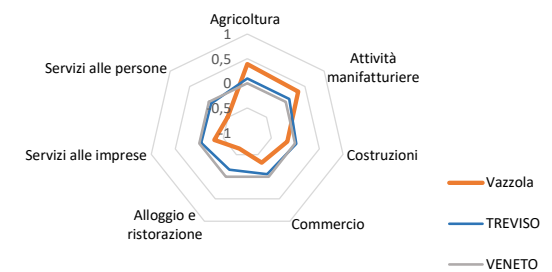 Agricoltura
1
0,5
0
0,5
-1
Attività
manifatturiere
Costruzioni
Commercio
Alloggio e
ristorazione
Servizi alle imprese
Servizi alle persone
Vazzola
TREVISO
VENETO